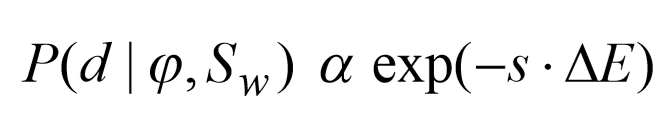 P(d | φ, S_w) α exp(−s · ΔE)